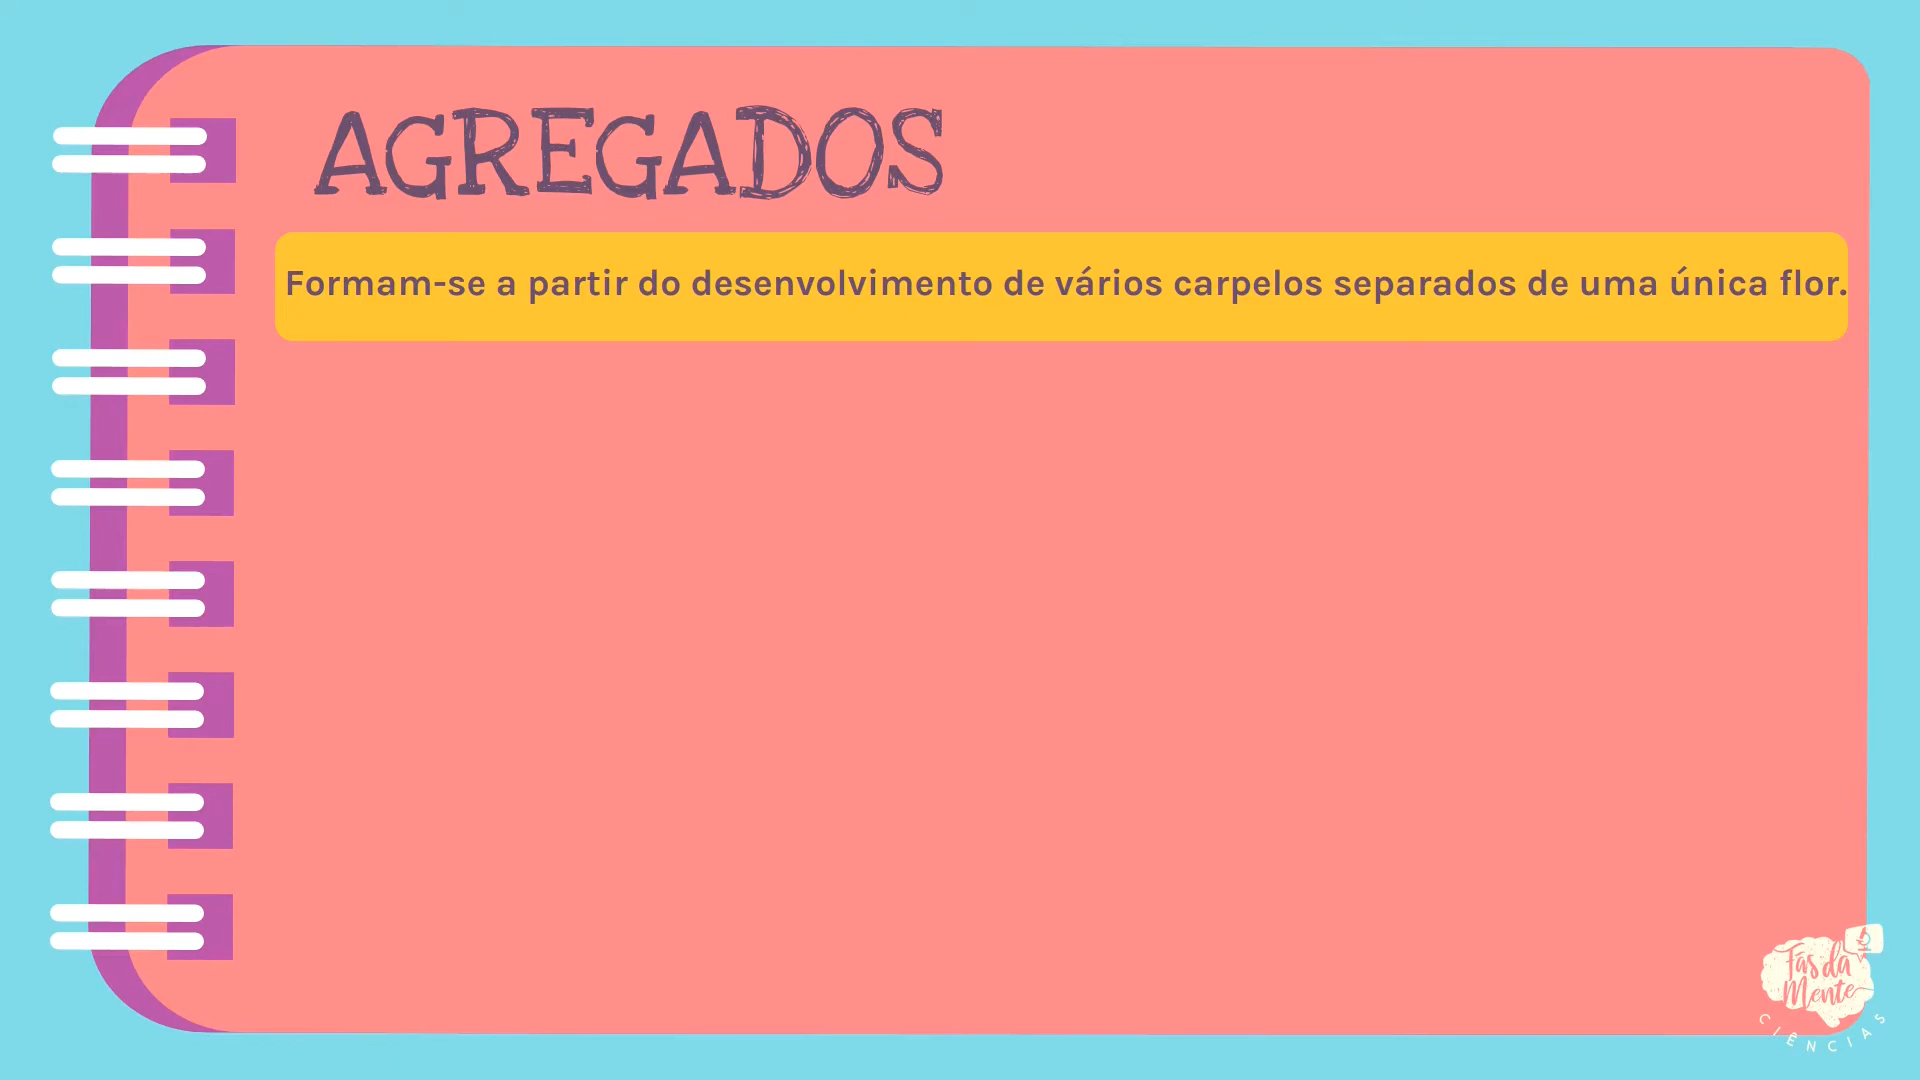 AGREGADOS
Formam-se a partir do desenvolvimento de vários carpelos separados de uma única flor.
Fãs da
Mente
CIÊNCIAS